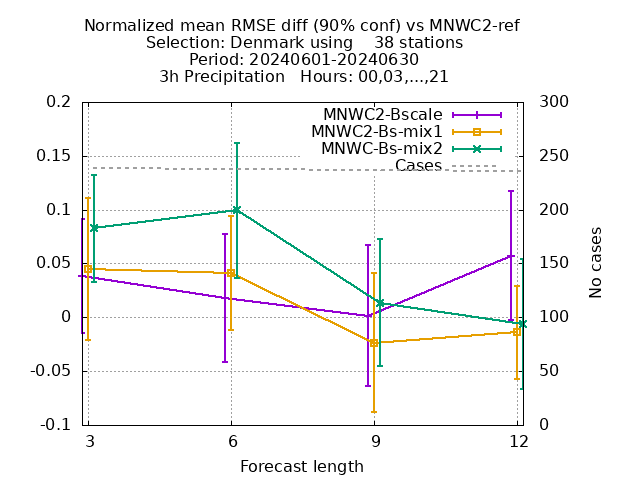 Normalized mean RMSE diff (90% conf) vs MNWC2-ref
Selection: Denmark using    38 stations
Period: 20240601-20240630
3h Precipitation   Hours: 00,03,...,21
MNWC2-Bscale
MNWC2-Bs-mix1
MNWC-Bs-mix2
Cases
0.2
0.15
0.1
0.05
0
-0.05
-0.1
300
250
200
150
100
50
0
No cases
3 6 9 12
Forecast length